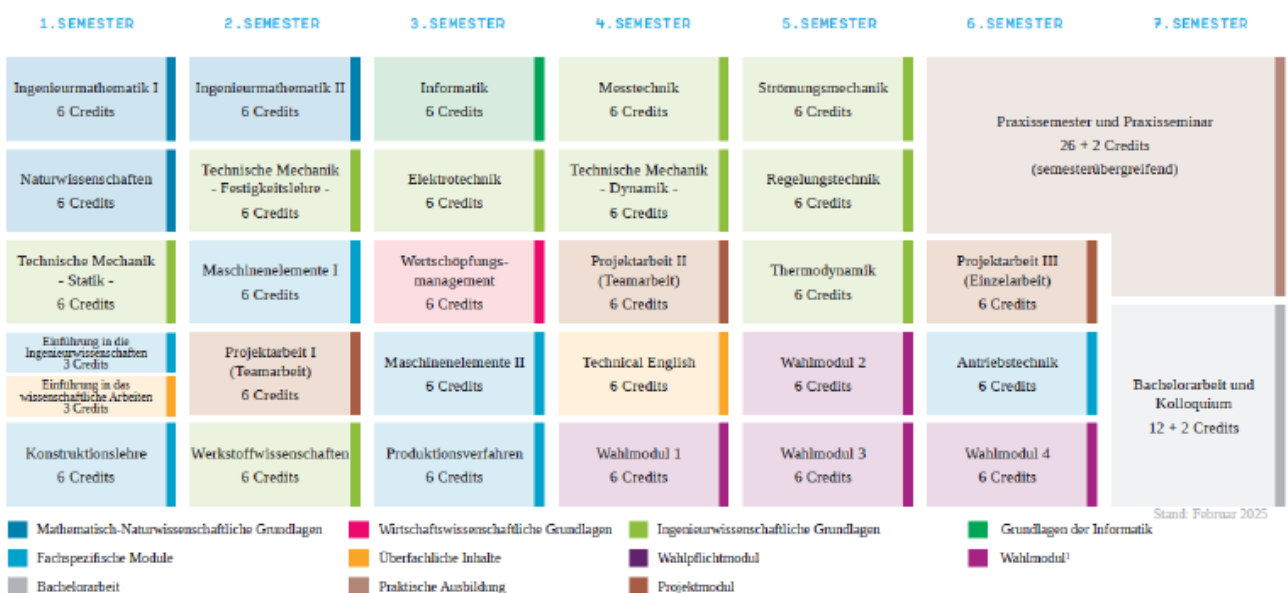 1.SEMESTER
2.SEMESTER
3.SEMESTER
4.SEMESTER
5.SEMESTER
6.SEMESTER
7.SEMESTER
Ingenieurmathematik I
6 Credits
Ingenieurmathematik II
6 Credits
Informatik
6 Credits
Messtechnik
6 Credits
Strömungsmechanik
6 Credits
Praxissemester und Praxisseminar
26 + 2 Credits
(semesterübergreifend)
Naturwissenschaften
6 Credits
Technische Mechanik
- Festigkeitslehre -
6 Credits
Elektrotechnik
6 Credits
Technische Mechanik
- Dynamik -
6 Credits
Regelungstechnik
6 Credits
Technische Mechanik
- Statik -
6 Credits
Maschinenelemente I
6 Credits
Wertschöpfungs-
management
6 Credits
Projektarbeit II
(Teamarbeit)
6 Credits
Thermodynamik
6 Credits
Projektarbeit III
(Einzelarbeit)
6 Credits
Einführung in die
Ingenieurwissenschaften
3 Credits
Einführung in das
wissenschaftliche Arbeiten
3 Credits
Projektarbeit I
(Teamarbeit)
6 Credits
Maschinenelemente II
6 Credits
Technical English
6 Credits
Wahlmodul 2
6 Credits
Antriebstechnik
6 Credits
Bachelorarbeit und
Kolloquium
12 + 2 Credits
Konstruktionslehre
6 Credits
Werkstoffwissenschaften
6 Credits
Produktionsverfahren
6 Credits
Wahlmodul 1
6 Credits
Wahlmodul 3
6 Credits
Wahlmodul 4
6 Credits
Stand: Februar 2025
Mathematisch-Naturwissenschaftliche Grundlagen
Wirtschaftswissenschaftliche Grundlagen
Ingenieurwissenschaftliche Grundlagen
Grundlagen der Informatik
Fachspezifische Module
Überfachliche Inhalte
Wahlpflichtmodul
Wahlmodul¹
Bachelorarbeit
Praktische Ausbildung
Projektmodul